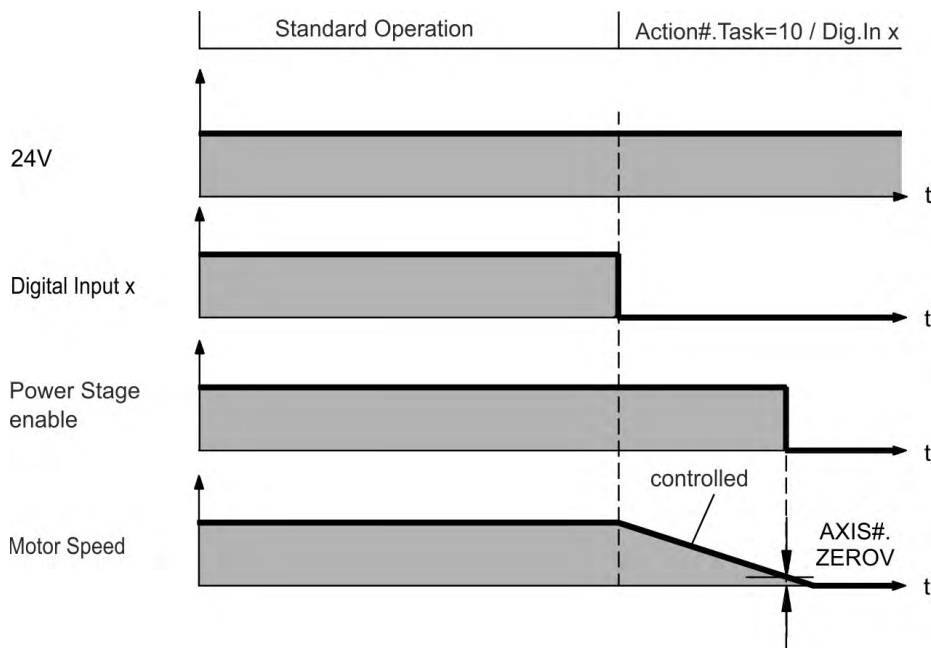 Standard Operation
Action#.Task=10 / Dig.In x
24V
t
Digital Input x
t
Power Stage
enable
t
controlled
Motor Speed
AXIS#.
ZEROV
t